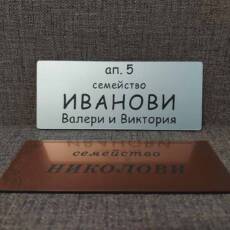 ап. 5
семейство
ИВАНОВИ
Валери и Виктория
семейство
НИКОЛОВИ